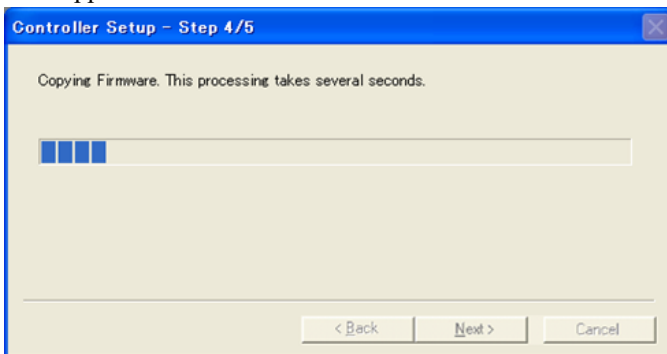 Controller Setup - Step 4/5
Copying Firmware. This processing takes several seconds.
< Back
Next >
Cancel